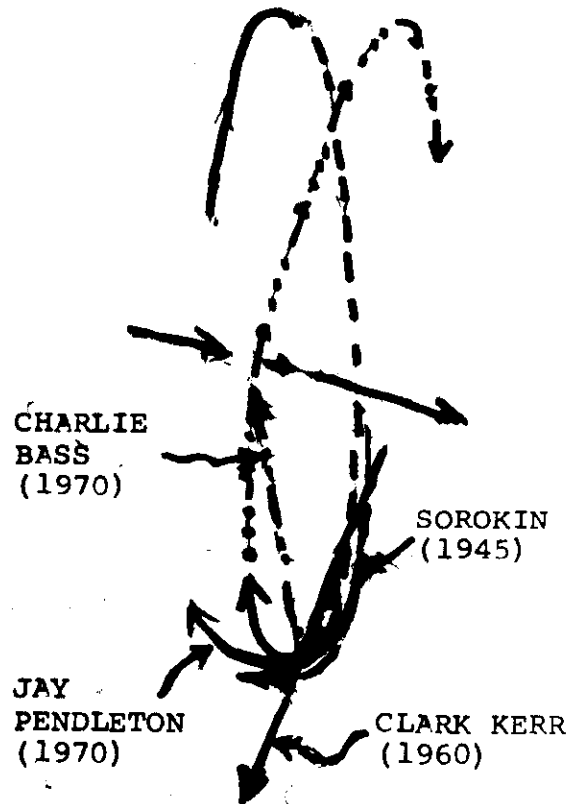 CHARLIE
BASS
(1970)
SOROKIN
(1945)
JAY
PENDLETON
(1970)
CLARK KERR
(1960)